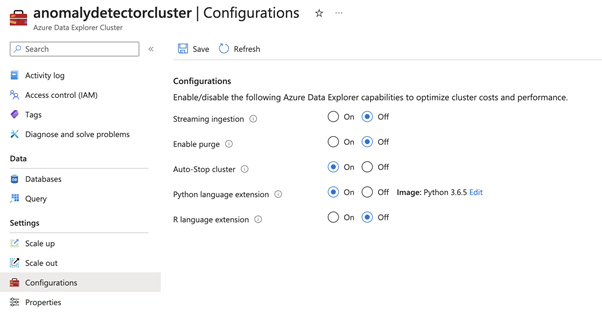 anomalydetectorcluster | Configurations
Azure Data Explorer Cluster
Search
Activity log
Access control (IAM)
Tags
Diagnose and solve problems
Data
Databases
Query
Settings
Scale up
Scale out
Configurations
Properties
Save Refresh
Configurations
Enable/disable the following Azure Data Explorer capabilities to optimize cluster costs and performance.
Streaming ingestion On Off
Enable purge On Off
Auto-Stop cluster On Off
Python language extension On Off Image: Python 3.6.5 Edit
R language extension On Off